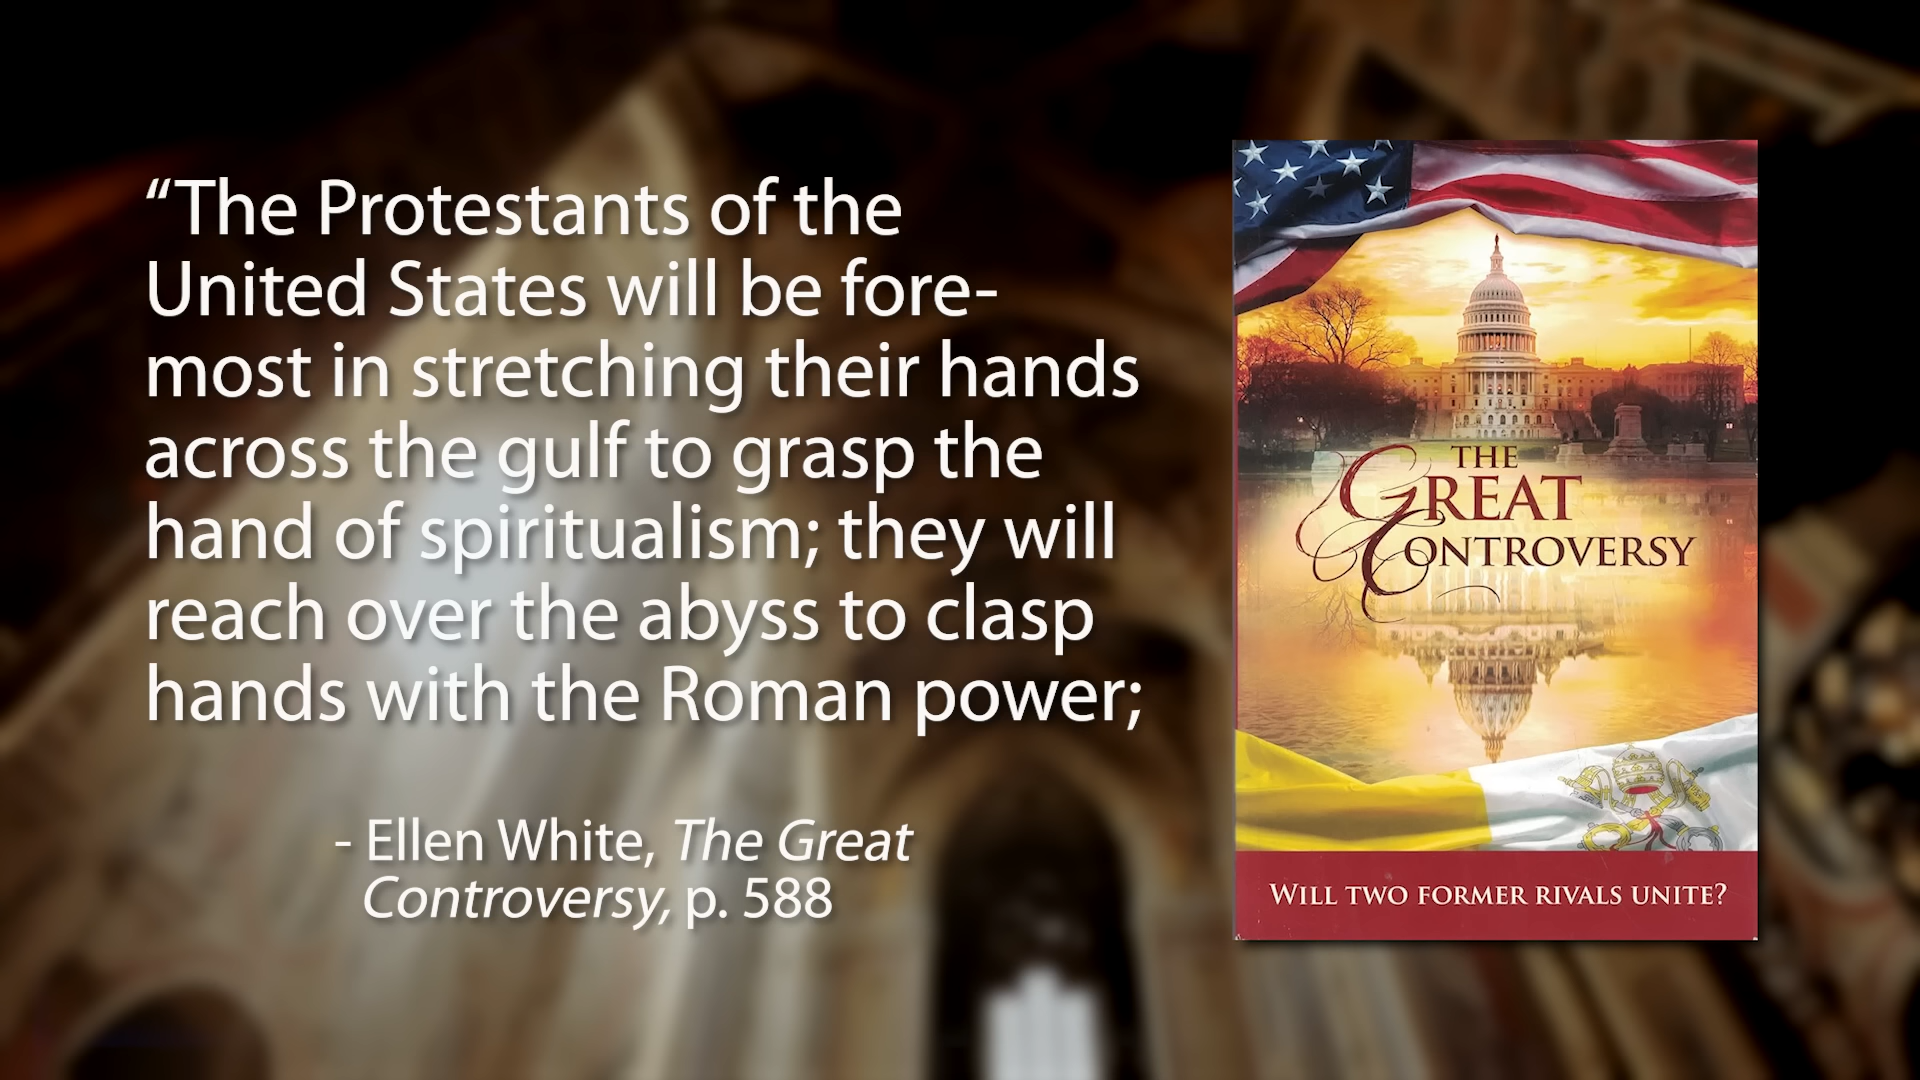 “The Protestants of the
United States will be fore-
most in stretching their hands
across the gulf to grasp the
hand of spiritualism; they will
reach over the abyss to clasp
hands with the Roman power;
- Ellen White, The Great
Controversy, p. 588
THE
GREAT
CONTROVERSY
WILL TWO FORMER RIVALS UNITE?